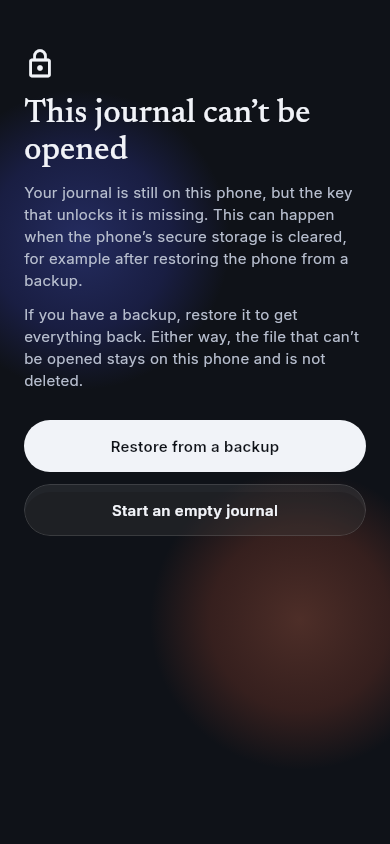 This journal can’t be
opened
Your journal is still on this phone, but the key
that unlocks it is missing. This can happen
when the phone’s secure storage is cleared,
for example after restoring the phone from a
backup.
If you have a backup, restore it to get
everything back. Either way, the file that can’t
be opened stays on this phone and is not
deleted.
Restore from a backup
Start an empty journal